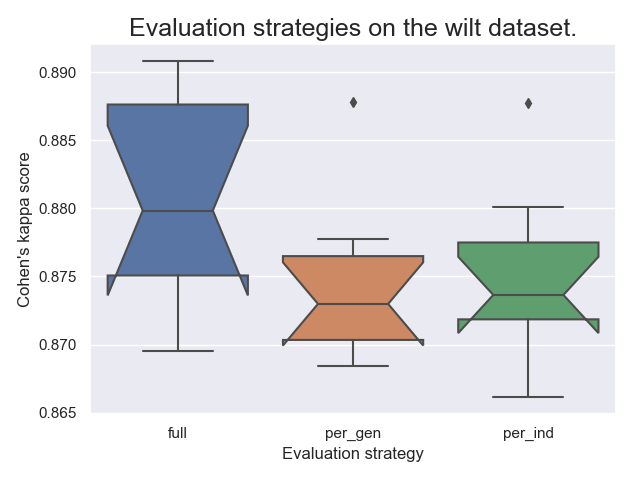 Evaluation strategies on the wilt dataset.
0.890
0.885
0.880
0.875
0.870
0.865
Cohen's kappa score
full
per_gen
per_ind
Evaluation strategy